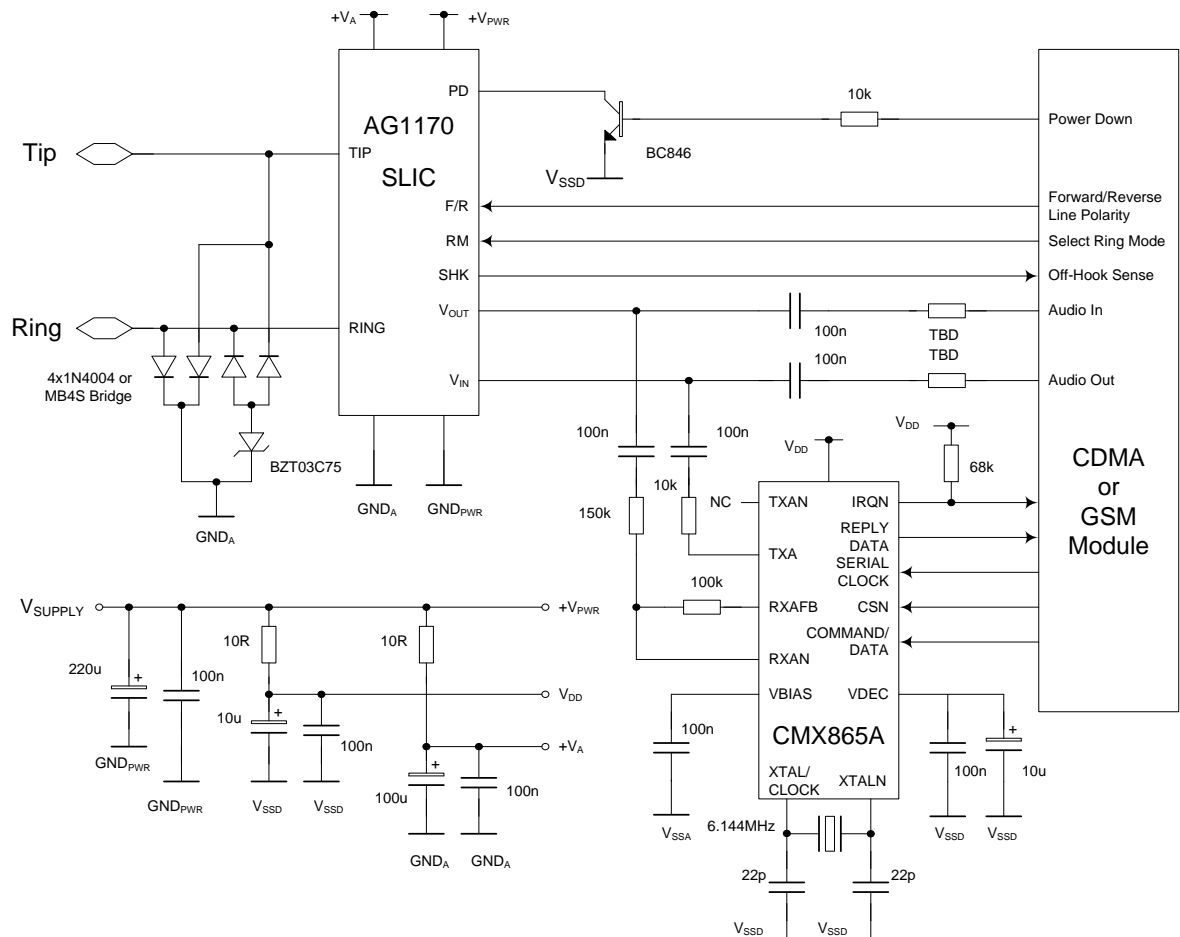 +VA
+VPWR
PD
AG1170
SLIC
TIP
F/R
RM
SHK
VOUT
RING
VIN
Tip
Ring
4x1N4004 or
MB4S Bridge
BZT03C75
GNDA
GNDA
GNDPWR
BC846
VSSD
10k
Power Down
Forward/Reverse
Line Polarity
Select Ring Mode
Off-Hook Sense
Audio In
Audio Out
100n
TBD
TBD
100n
CDMA
or
GSM
Module
100n
100n
10k
150k
100k
NC
VDD
VDD
68k
TXAN
IRQN
REPLY
DATA
TXA
SERIAL
CLOCK
RXAFB
CSN
COMMAND/
DATA
RXAN
VBIAS
VDEC
CMX865A
XTAL/
CLOCK
XTALN
100n
VSSA
100n
10u
VSSD
VSSD
6.144MHz
22p
22p
VSSD
VSSD
VSUPPLY
+VPWR
10R
10R
220u
+
100n
10u
+
100n
VDD
+VA
100u
+
100n
+
GNDPWR
GNDPWR
VSSD
VSSD
GNDA
GNDA